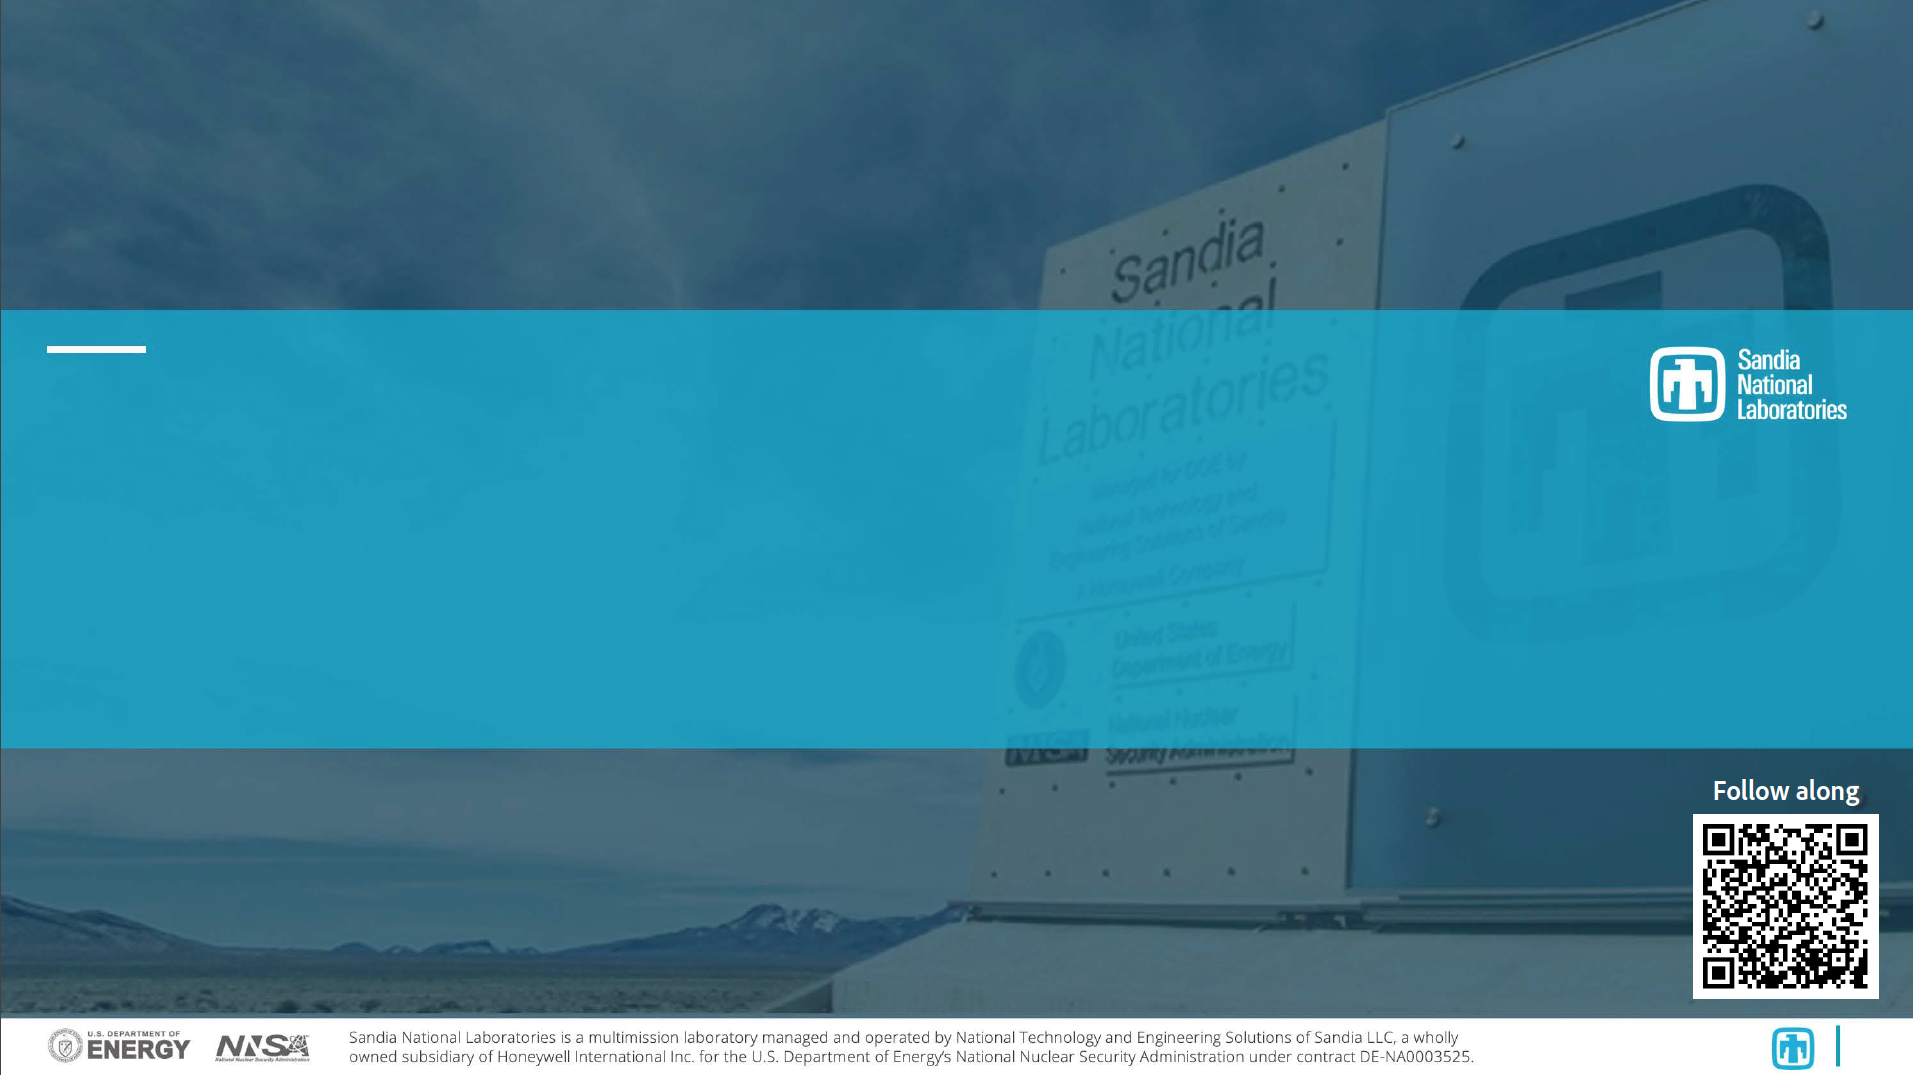 Sandia
National
Laboratories
Managed for DOE by
National Technology and
Engineering Solutions of Sandia
A Honeywell Company
United States
Department of Energy
NNSA
National Nuclear
Security Administration
Sandia
National
Laboratories
Follow along
U.S. DEPARTMENT OF
ENERGY
NNSA
National Nuclear Security Administration
Sandia National Laboratories is a multimission laboratory managed and operated by National Technology and Engineering Solutions of Sandia LLC, a wholly
owned subsidiary of Honeywell International Inc. for the U.S. Department of Energy’s National Nuclear Security Administration under contract DE-NA0003525.